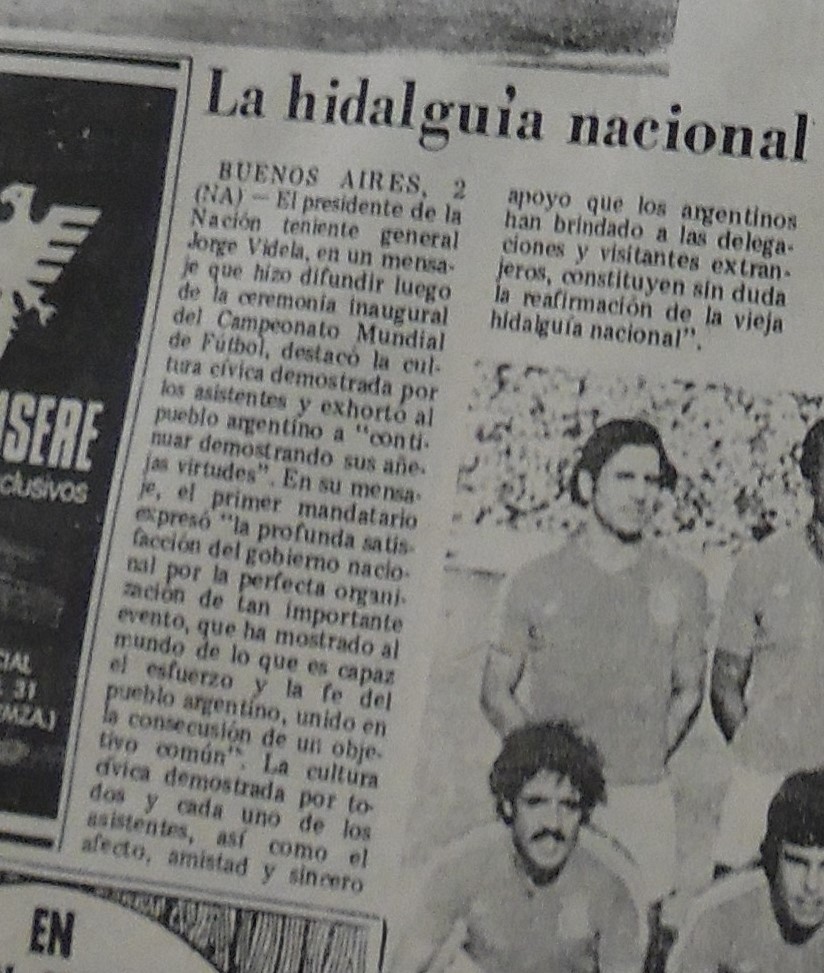 La hidalguía nacional
BUENOS AIRES, 2
(NA) — El presidente de la
Nación teniente general
Jorge Videla, en un mensa-
je que hizo difundir luego
de la ceremonia inaugural
del Campeonato Mundial
de Fútbol, destacó la cul-
tura cívica demostrada por
los asistentes y exhortó al
pueblo argentino a "conti-
nuar demostrando sus añe-
jas virtudes". En su mensa-
je, el primer mandatario
expresó "la profunda satis-
facción del gobierno nacio-
nal por la perfecta organi-
zación de tan importante
evento, que ha mostrado al
mundo de lo que es capaz
el esfuerzo y la fe del
pueblo argentino, unido en
la consecusión de un obje-
tivo común". La cultura
cívica demostrada por to-
dos y cada uno de los
asistentes, así como el
afecto, amistad y sincero
apoyo que los argentinos
han brindado a las delega-
ciones y visitantes extran-
jeros, constituyen sin duda
la reafirmación de la vieja
hidalguía nacional".
ISERE
clusivos
CIAL
31
MZA.)
EN